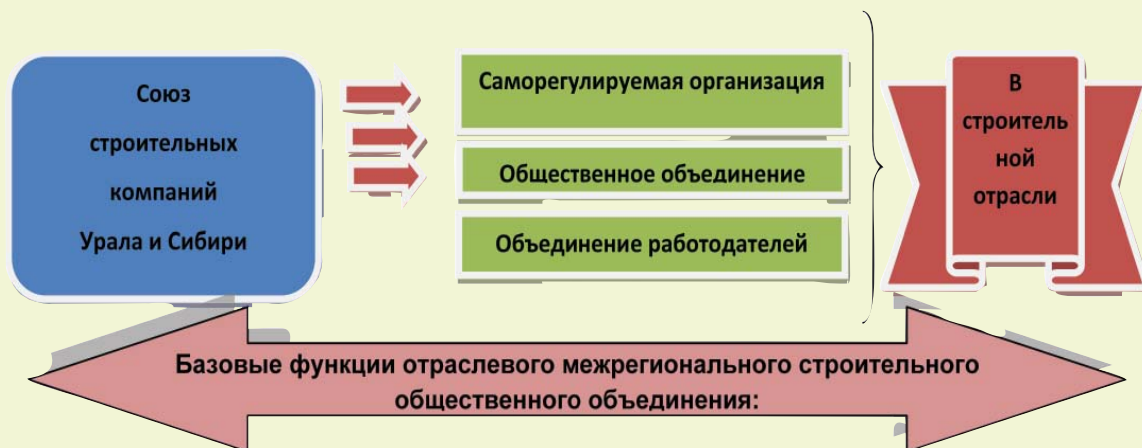 Союз
строительных
компаний
Урала и Сибири
Саморегулируемая организация
Общественное объединение
Объединение работодателей
В
строитель
ной
отрасли
Базовые функции отраслевого межрегионального строительного
общественного объединения: